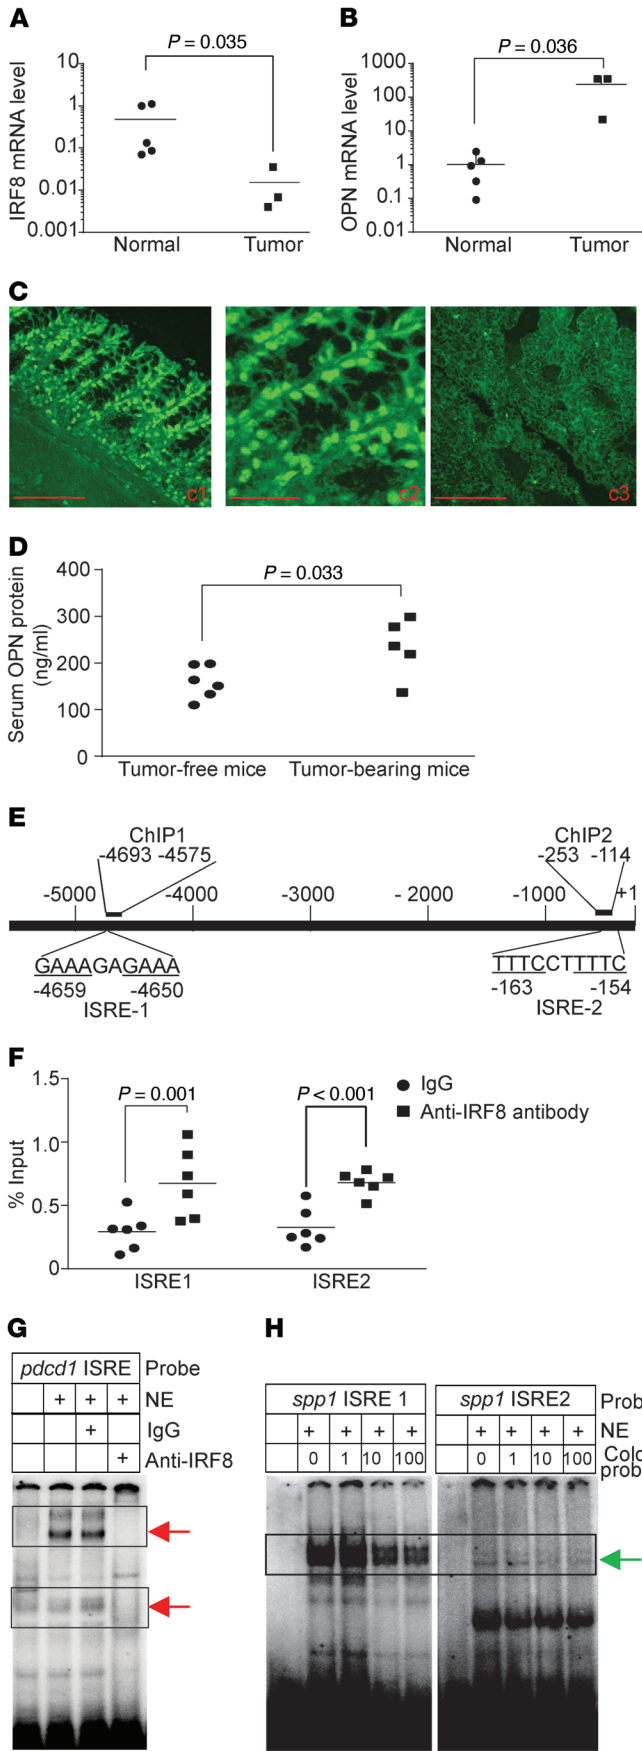 A
P = 0.035
IRF8 mRNA level
10
1
0.1
0.01
0.001
Normal
Tumor
B
P = 0.036
OPN mRNA level
1000
100
10
1
0.1
0.01
Normal
Tumor
C
c1
c2
c3
D
P = 0.033
Serum OPN protein
(ng/ml)
400
300
200
100
0
Tumor-free mice
Tumor-bearing mice
E
ChIP1
-4693 -4575
ChIP2
-253 -114
-5000
-4000
-3000
- 2000
-1000
+1
GAAAGAGAAA
-4659
-4650
ISRE-1
TTTCCTTTTC
-163
-154
ISRE-2
F
IgG
Anti-IRF8 antibody
P = 0.001
P < 0.001
% Input
1.5
1.0
0.5
0
ISRE1
ISRE2
G
pdcd1 ISRE Probe
+ + + NE
+ IgG
+ Anti-IRF8
H
spp1 ISRE 1
spp1 ISRE2
Prob
+ + + + + + + + NE
0 1 10 100 0 1 10 100
Cold
prob